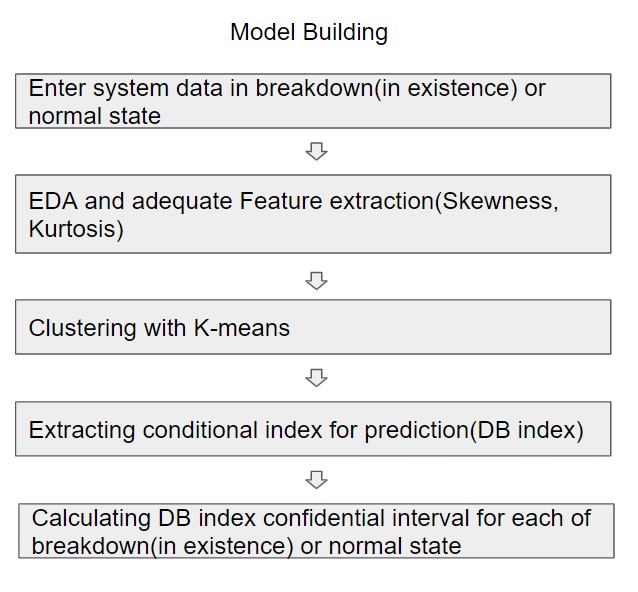 Model Building
Enter system data in breakdown(in existence) or
normal state
EDA and adequate Feature extraction(Skewness,
Kurtosis)
Clustering with K-means
Extracting conditional index for prediction(DB index)
Calculating DB index confidential interval for each of
breakdown(in existence) or normal state